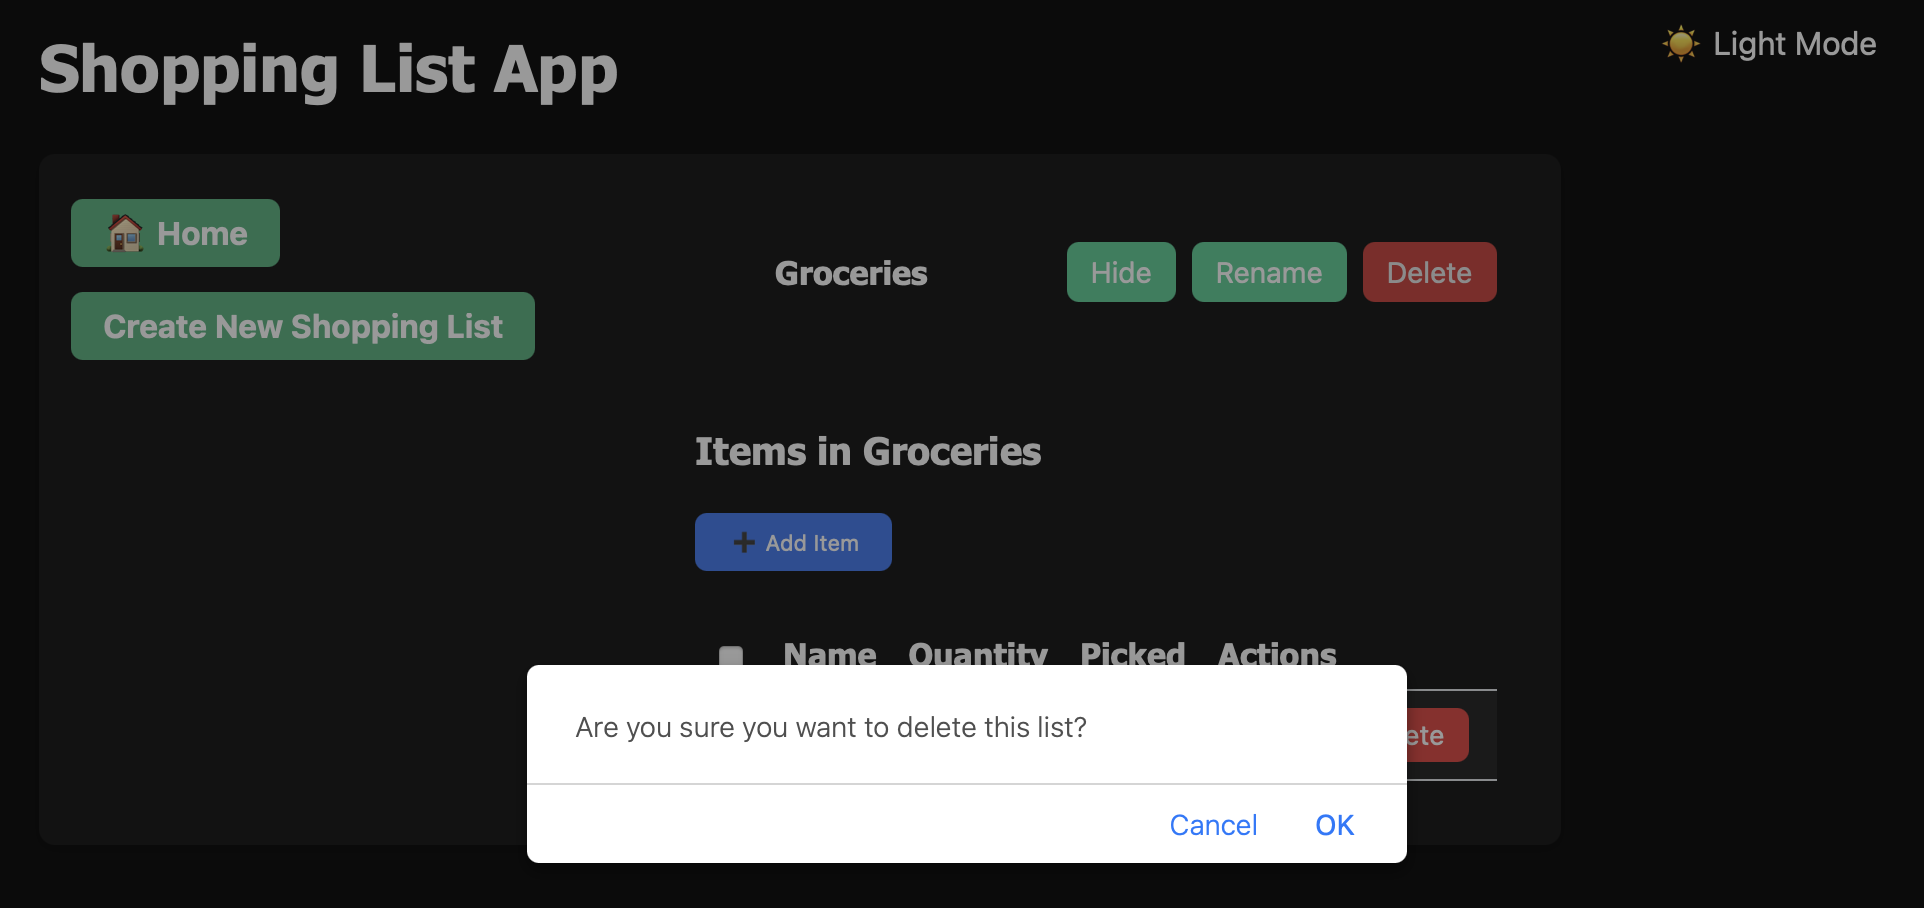 Shopping List App
Light Mode
Home
Create New Shopping List
Groceries
Hide
Rename
Delete
Items in Groceries
Add Item
Name Quantity Picked Actions
Are you sure you want to delete this list?
Cancel
OK